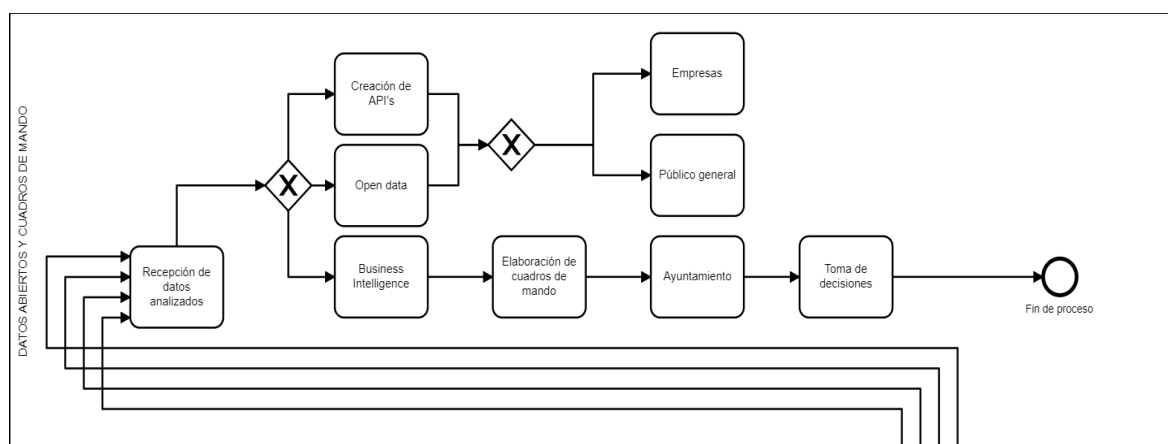 DATOS ABIERTOS Y CUADROS DE MANDO
Creación de
API's
Empresas
Open data
Público general
Recepción de
datos
analizados
Business
Intelligence
Elaboración de
cuadros de
mando
Ayuntamiento
Toma de
decisiones
Fin de proceso
X
X